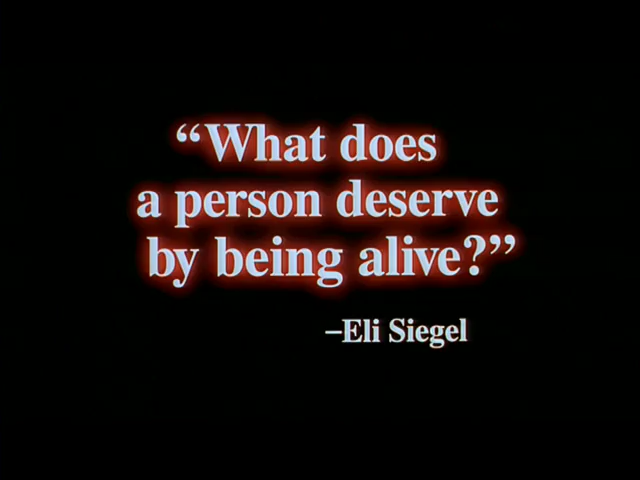 “What does
a person deserve
by being alive?”
–Eli Siegel